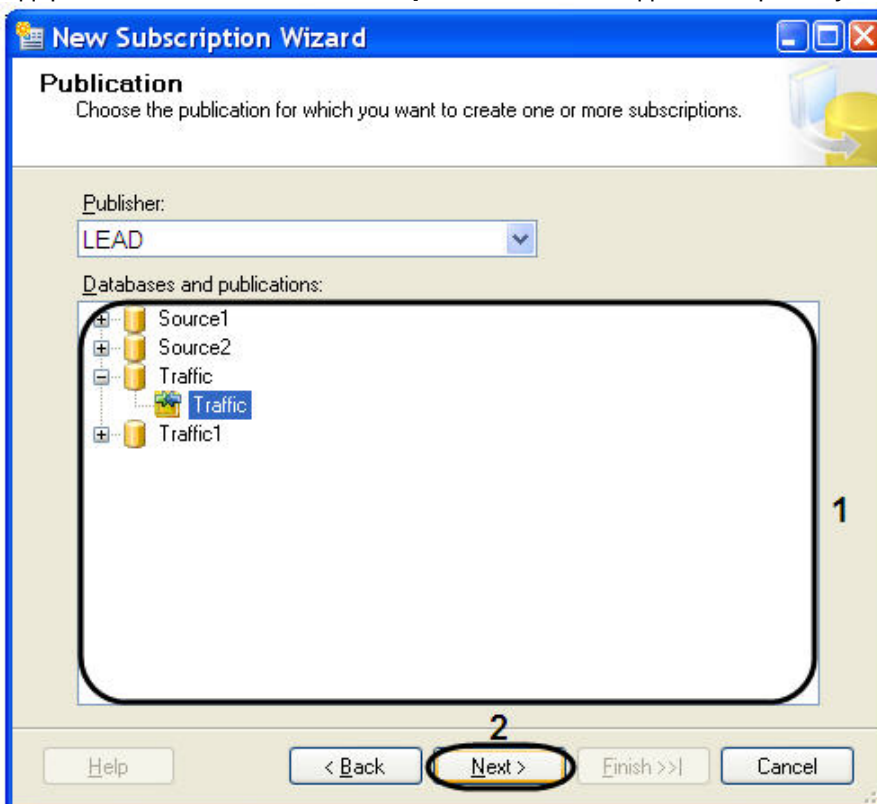 New Subscription Wizard
Publication
Choose the publication for which you want to create one or more subscriptions.
Publisher:
LEAD
Databases and publications:
Source1
Source2
Traffic
Traffic
Traffic1
1
2
Help
< Back
Next >
Finish >>|
Cancel